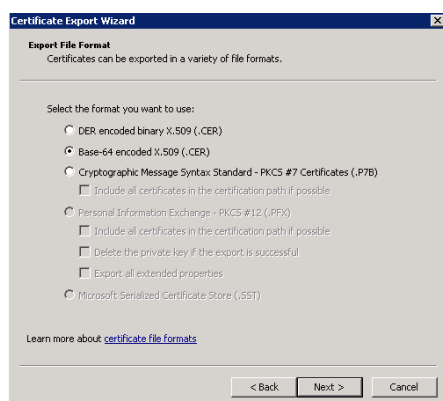 Certificate Export Wizard
Export File Format
Certificates can be exported in a variety of file formats.
Select the format you want to use:
DER encoded binary X.509 (.CER)
Base-64 encoded X.509 (.CER)
Cryptographic Message Syntax Standard - PKCS #7 Certificates (.P7B)
Include all certificates in the certification path if possible
Personal Information Exchange - PKCS #12 (.PFX)
Include all certificates in the certification path if possible
Delete the private key if the export is successful
Export all extended properties
Microsoft Serialized Certificate Store (.SST)
Learn more about certificate file formats
< Back Next > Cancel